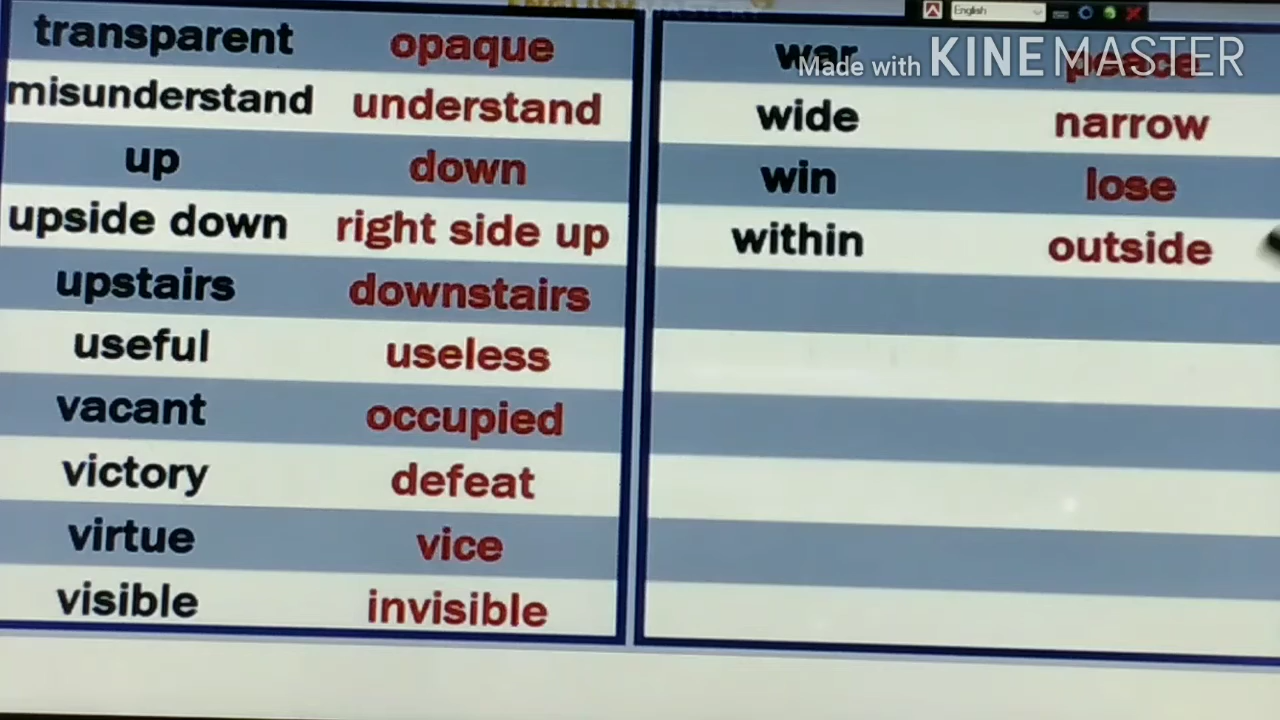 transparent opaque
misunderstand understand
up down
upside down right side up
upstairs downstairs
useful useless
vacant occupied
victory defeat
virtue vice
visible invisible
English
war peace
Made with KINEMASTER
wide narrow
win lose
within outside